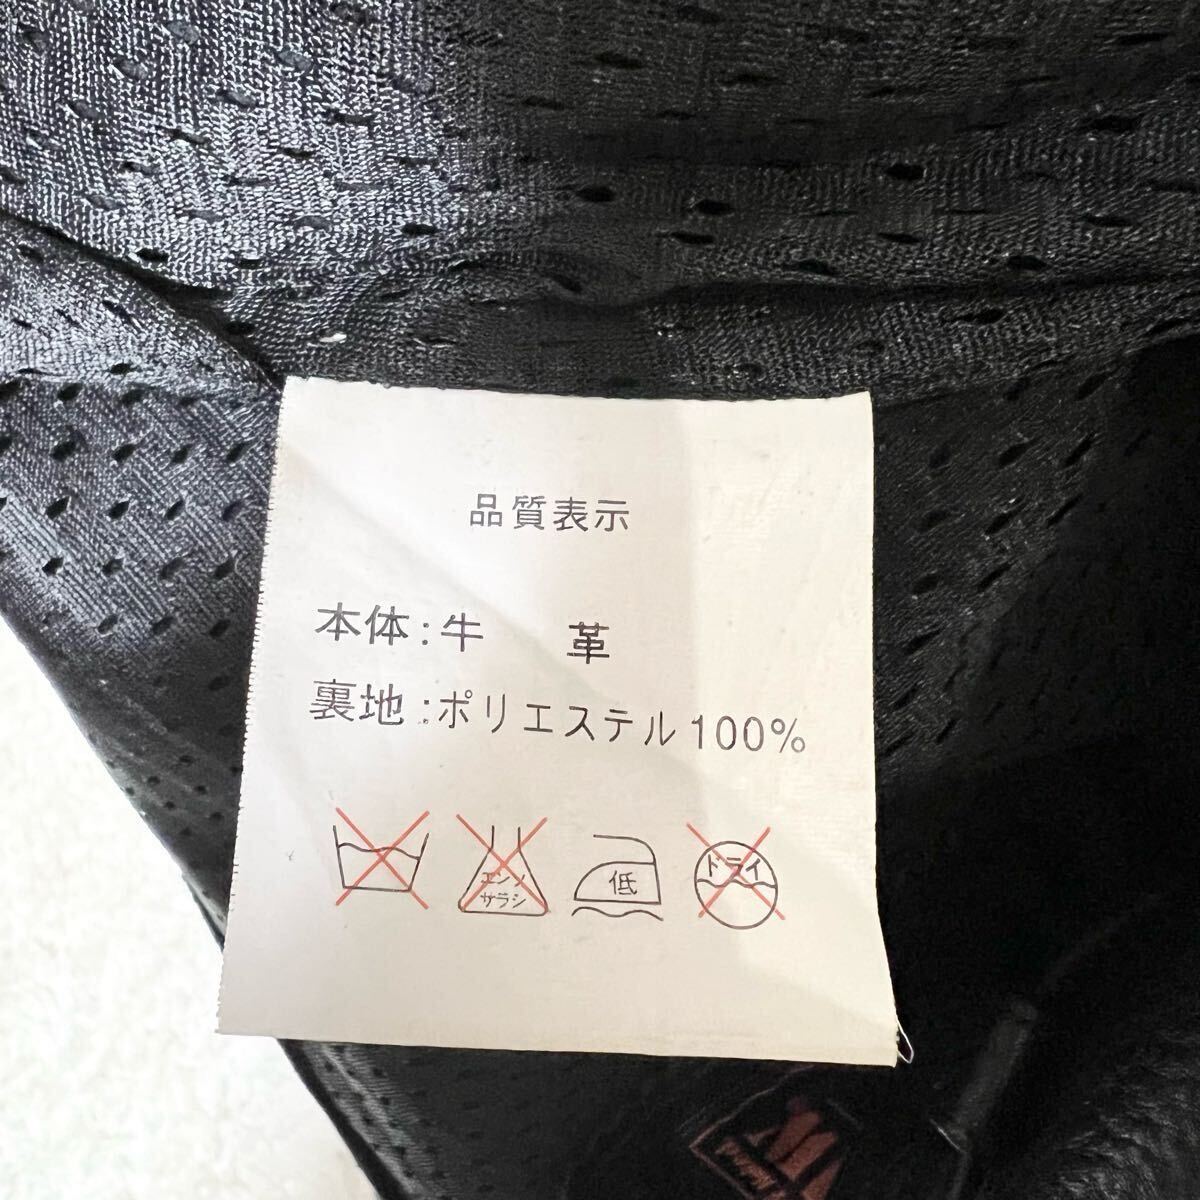 品質表示
本体:牛 革
裏地:ポリエステル100%
エンソ
サラシ
低
ドライ